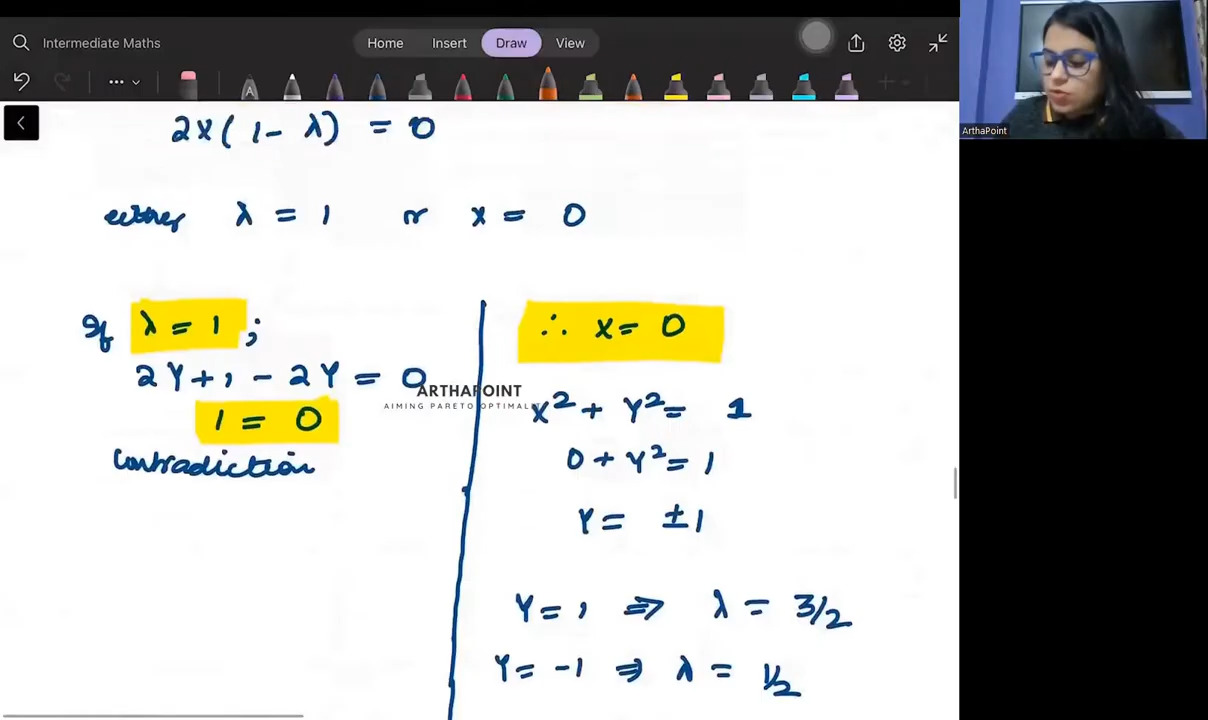 Intermediate Maths
Home Insert Draw View
ArthaPoint
2x(1-λ) = 0
either λ = 1 or x = 0
If λ = 1 ;
2Y+1 - 2Y = 0
1 = 0
Contradiction
∴ x = 0
ARTHAPOINT
AIMING PARETO OPTIMALIT
x² + Y² = 1
0 + Y² = 1
Y = ±1
Y = 1 ⇒ λ = 3/2
Y = -1 ⇒ λ = 1/2